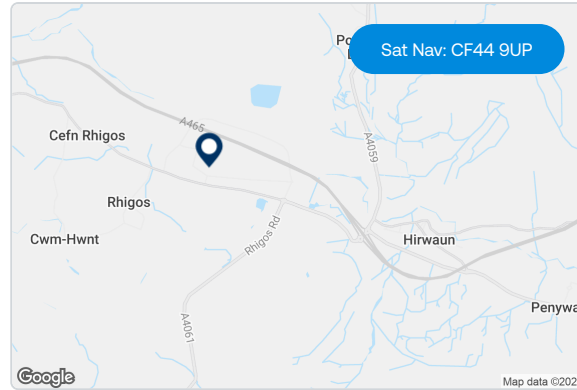 Sat Nav: CF44 9UP
A465
Cefn Rhigos
A4059
Rhigos
Cwm-Hwnt
Rhigos Rd
Hirwaun
A4061
Penywa
Google
Map data ©202